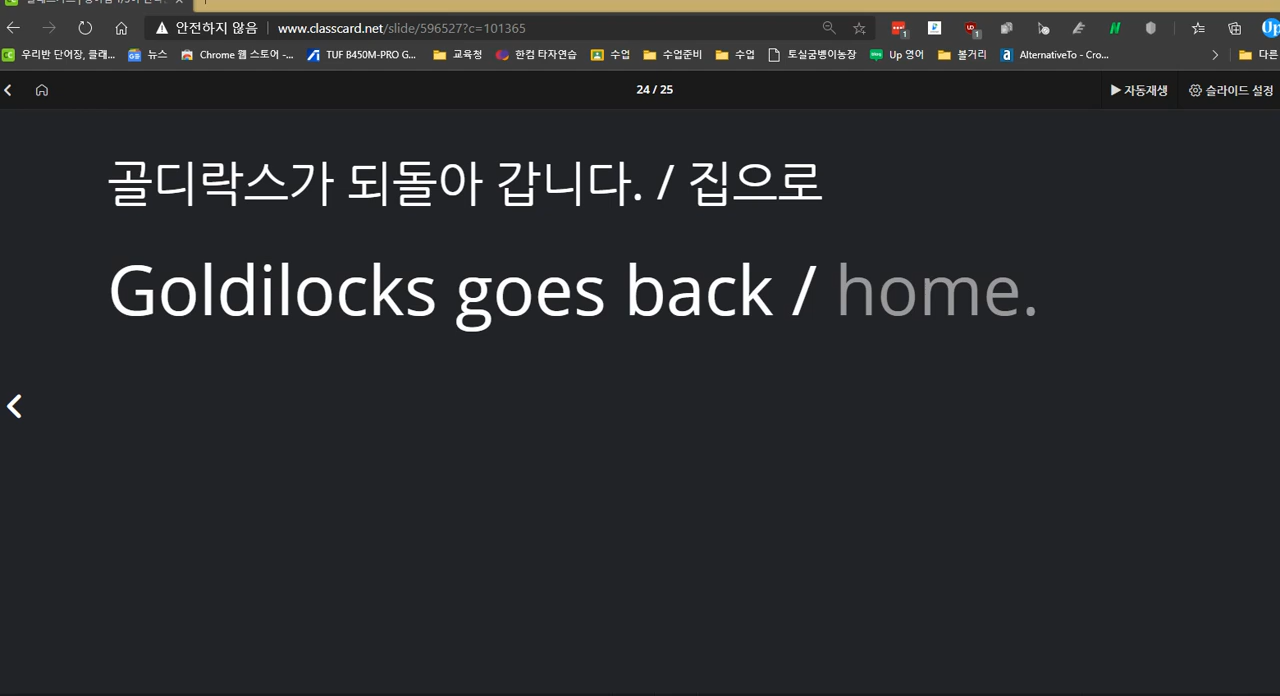 안전하지 않음 www.classcard.net/slide/596527?c=101365
우리반 단어장, 클래... 뉴스 Chrome 웹 스토어 -... TUF B450M-PRO G... 교육청 한컴 타자연습 수업 수업준비 수업 토실굼벵이농장 Up 영어 볼거리 AlternativeTo - Cro... 다른
24 / 25 자동재생 슬라이드 설정
골디락스가 되돌아 갑니다. / 집으로
Goldilocks goes back / home.